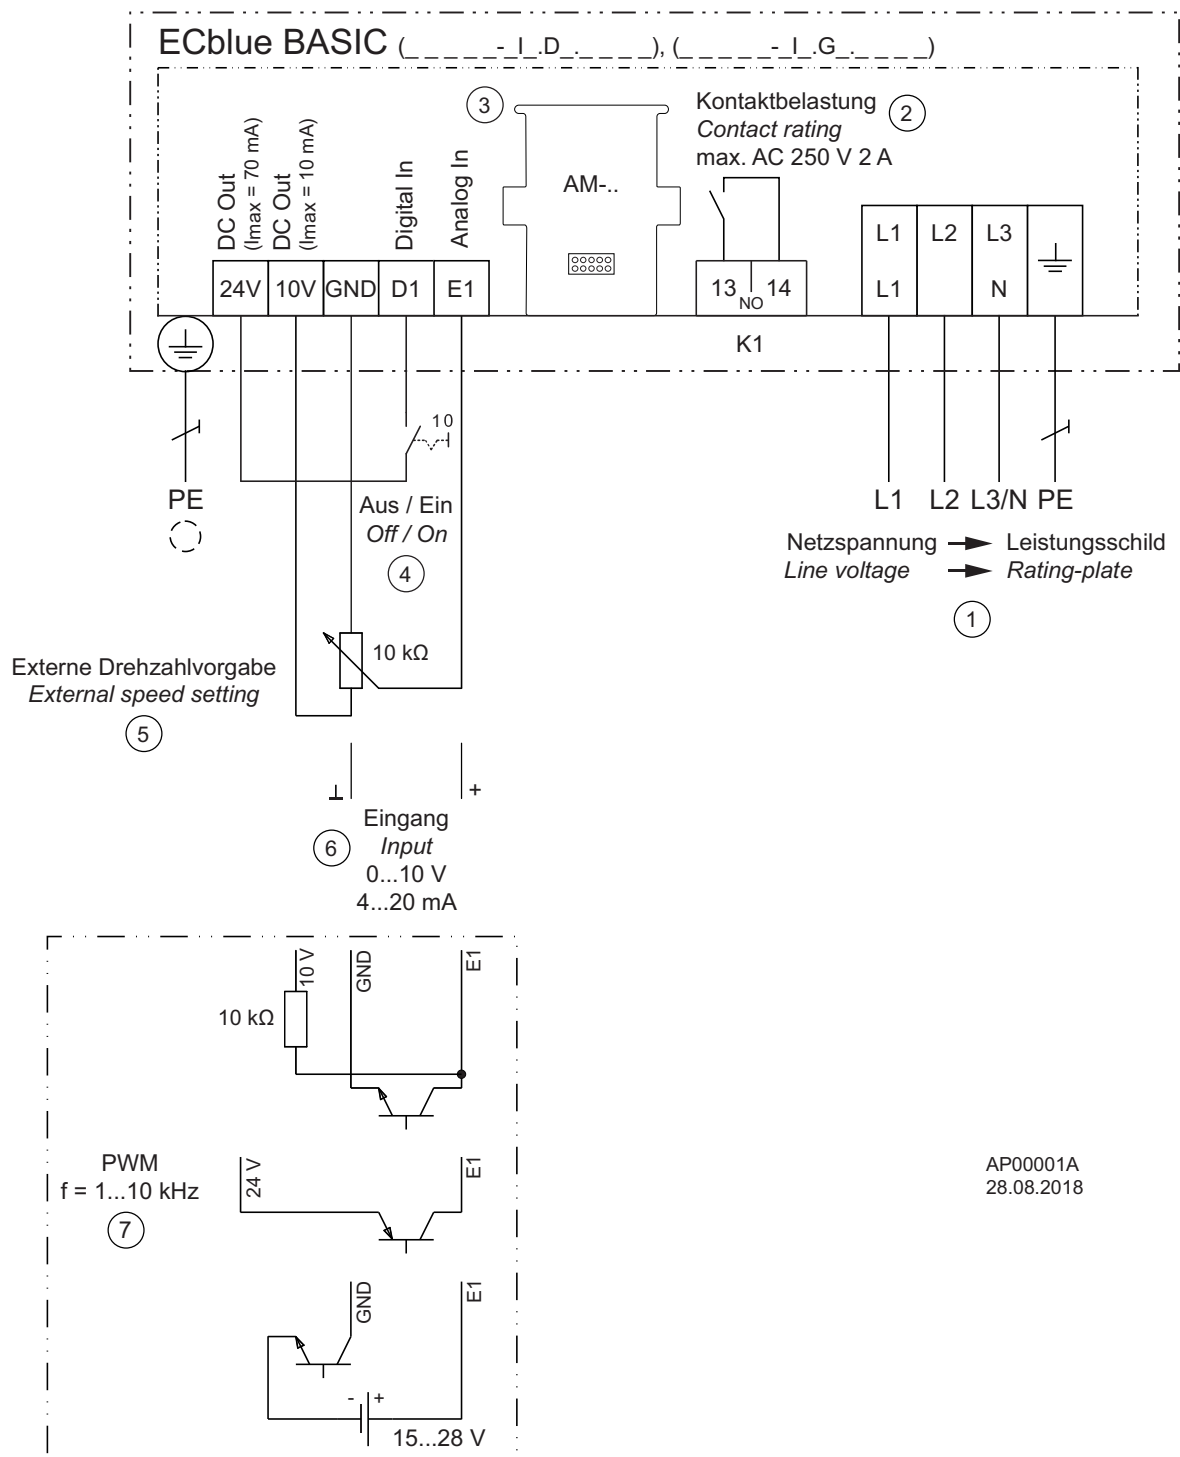 ECblue BASIC (_ _ _ _ _ _-_I_.D_._ _ _ _), (_ _ _ _ _ _-_I_.G_._ _ _ _)
3
Kontaktbelastung
Contact rating
max. AC 250 V 2 A
2
DC Out
(Imax = 70 mA)
DC Out
(Imax = 10 mA)
Digital In
Analog In
AM-..
24V 10V GND D1 E1
13 NO 14
L1 L2 L3
L1 N
K1
1 0
PE
Aus / Ein
Off / On
4
L1 L2 L3/N PE
Netzspannung Leistungsschild
Line voltage Rating-plate
1
10 kΩ
Externe Drehzahlvorgabe
External speed setting
5
⊥ +
Eingang
Input
0...10 V
4...20 mA
6
10 V
GND
E1
10 kΩ
PWM
f = 1...10 kHz
7
24 V
E1
GND
E1
- +
15...28 V
AP00001A
28.08.2018